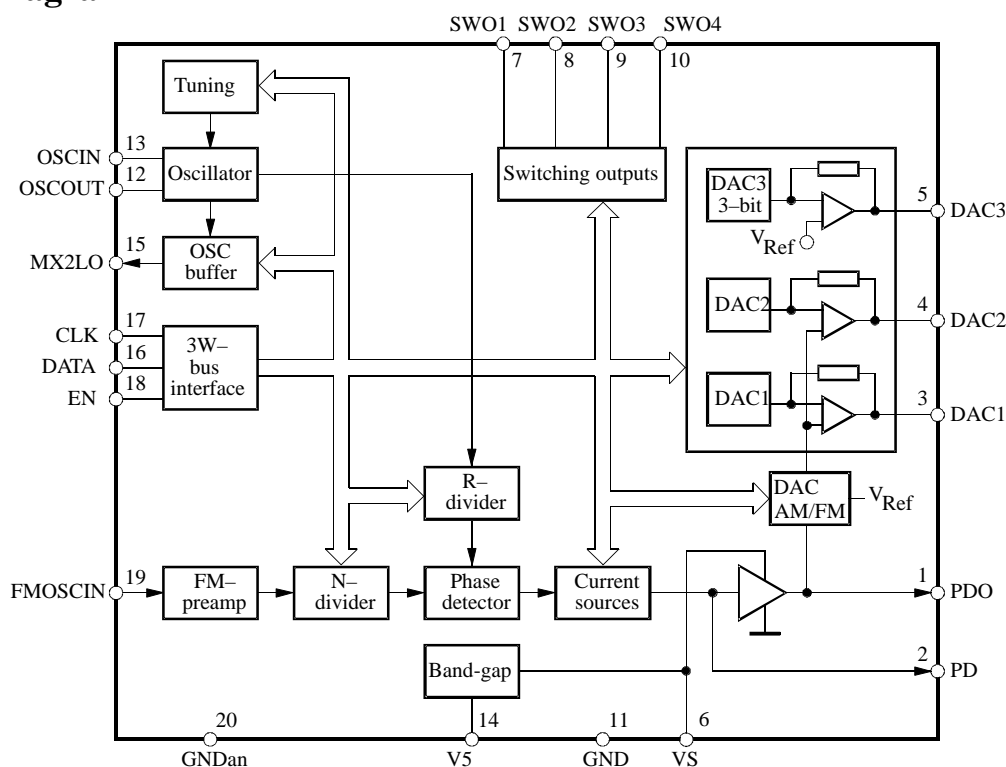 SWO1 SWO2 SWO3 SWO4
7 8 9 10
Tuning
13
OSCIN
12
OSCOUT
Oscillator
Switching outputs
DAC3
3–bit
5
DAC3
VRef
15
MX2LO
OSC
buffer
DAC2
4
DAC2
17
CLK
16
DATA
18
EN
3W–
bus
interface
DAC1
3
DAC1
R–
divider
DAC
AM/FM
VRef
19
FMOSCIN
FM–
preamp
N–
divider
Phase
detector
Current
sources
1
PDO
2
PD
Band-gap
20 14 11 6
GNDan V5 GND VS